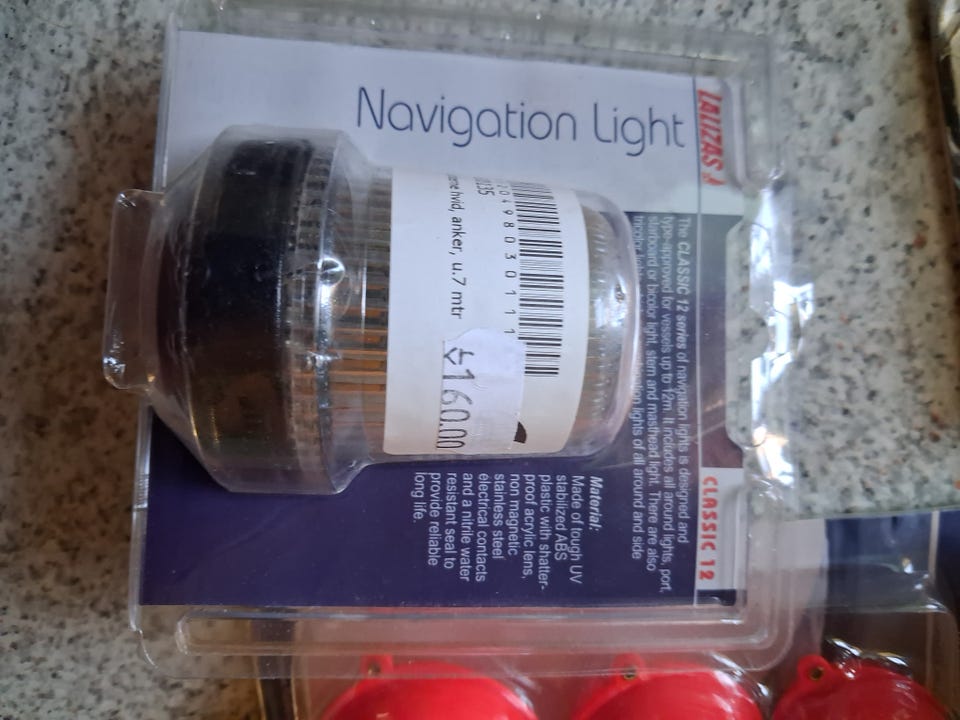 Navigation Light
LALIZAS
CLASSIC 12
The CLASSIC 12 series of navigation lights is designed and
type-approved for vessels up to 12m. It includes all around lights, port,
starboard or bicolor light, stern and masthead light. There are also
lights of all around and side
Material:
Made of tough UV
stabilized ABS
plastic with shatter-
proof acrylic lens,
non magnetic
stainless steel
electrical contacts
and a nitrile water
resistant seal to
provide reliable
long life.
hvid, anker, u.7 mtr
160.00